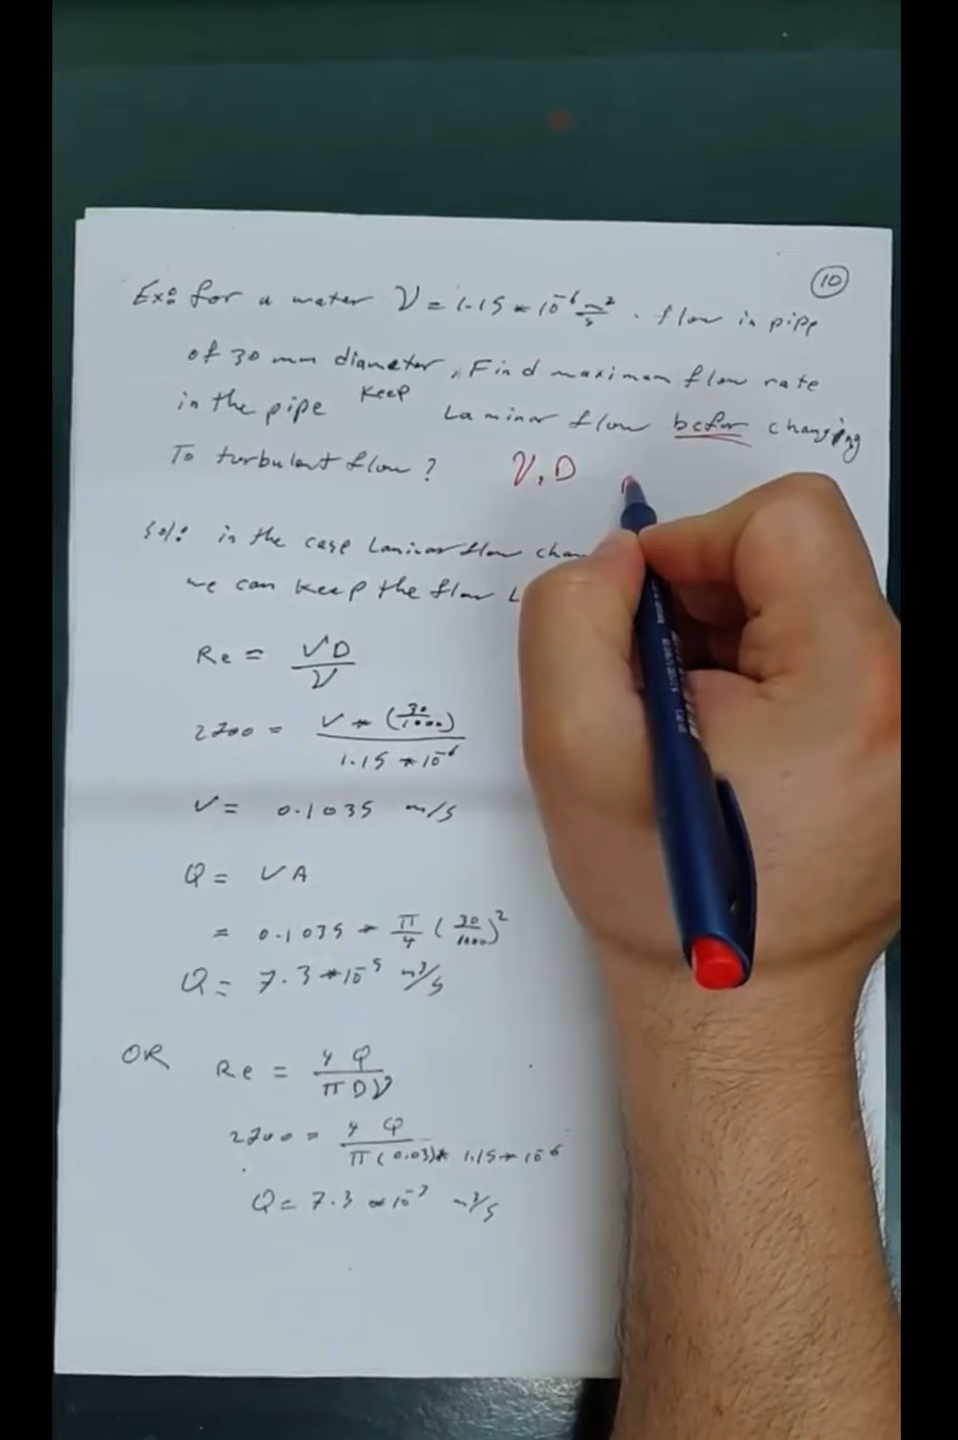 10
Ex: for a water ν = 1.15 * 10^-6 m²/s . flow in pipe
of 30 mm diameter, Find maximum flow rate
in the pipe keep Laminar flow befor changing
To turbulent flow ?
ν, D
Sol: in the case Laminar flow chan
we can keep the flow L
Re = VD/ν
= V * (30/1000) / 1.15 * 10^-6
V = 0.1035 m/s
Q = VA
= 0.1035 * π/4 (30/1000)²
Q = 7.3 * 10^-5 m³/s
OR Re = 4Q/πDν
= 4Q / π(0.03) * 1.15 * 10^-6
Q = 7.3 * m³/s